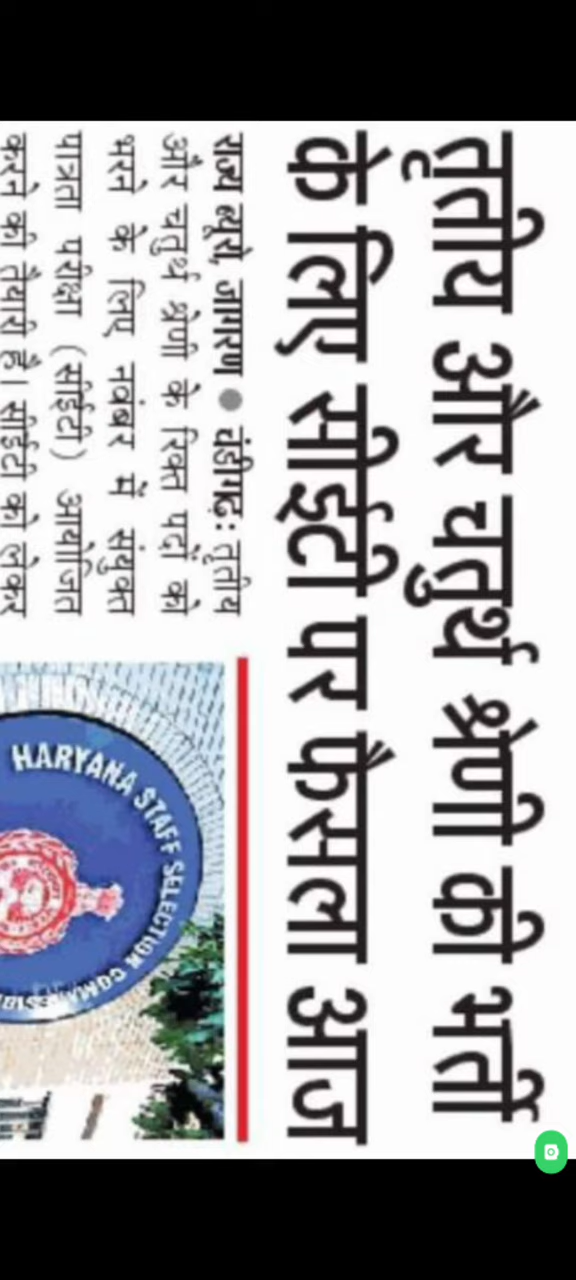 तृतीय और चतुर्थ श्रेणी की भर्ती
के लिए सीईटी पर फैसला आज
राज्य ब्यूरो, जागरण ● चंडीगढ़: तृतीय
और चतुर्थ श्रेणी के रिक्त पदों को
भरने के लिए नवंबर में संयुक्त
पात्रता परीक्षा (सीईटी) आयोजित
करने की तैयारी है। सीईटी को लेकर
HARYANA STAFF SELECTION COMMISSION